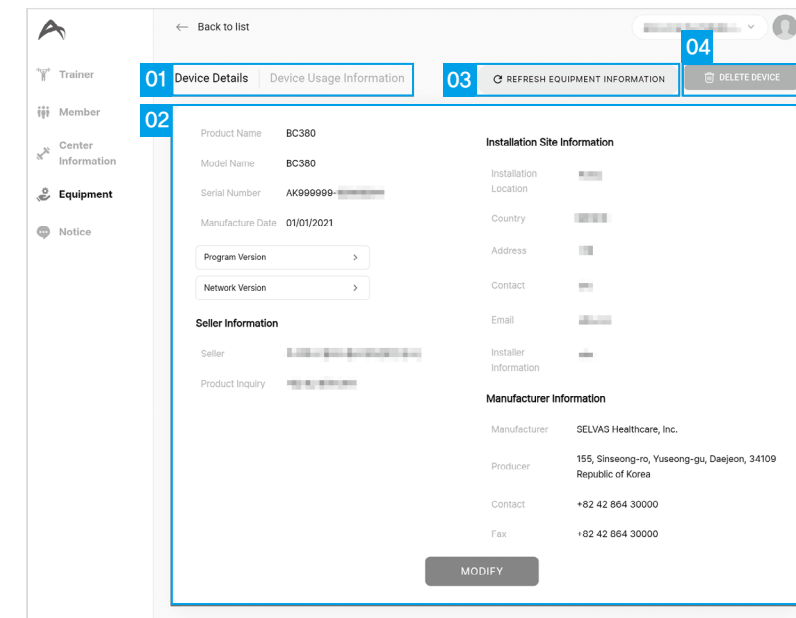 ← Back to list
04
01 Device Details Device Usage Information
03 REFRESH EQUIPMENT INFORMATION
DELETE DEVICE
Trainer
Member
Center
Information
Equipment
Notice
02
Product Name BC380
Model Name BC380
Serial Number AK999999-
Manufacture Date 01/01/2021
Program Version >
Network Version >
Seller Information
Seller
Product Inquiry
Installation Site Information
Installation
Location
Country
Address
Contact
Email
Installer
Information
Manufacturer Information
Manufacturer SELVAS Healthcare, Inc.
Producer 155, Sinseong-ro, Yuseong-gu, Daejeon, 34109
Republic of Korea
Contact +82 42 864 30000
Fax +82 42 864 30000
MODIFY